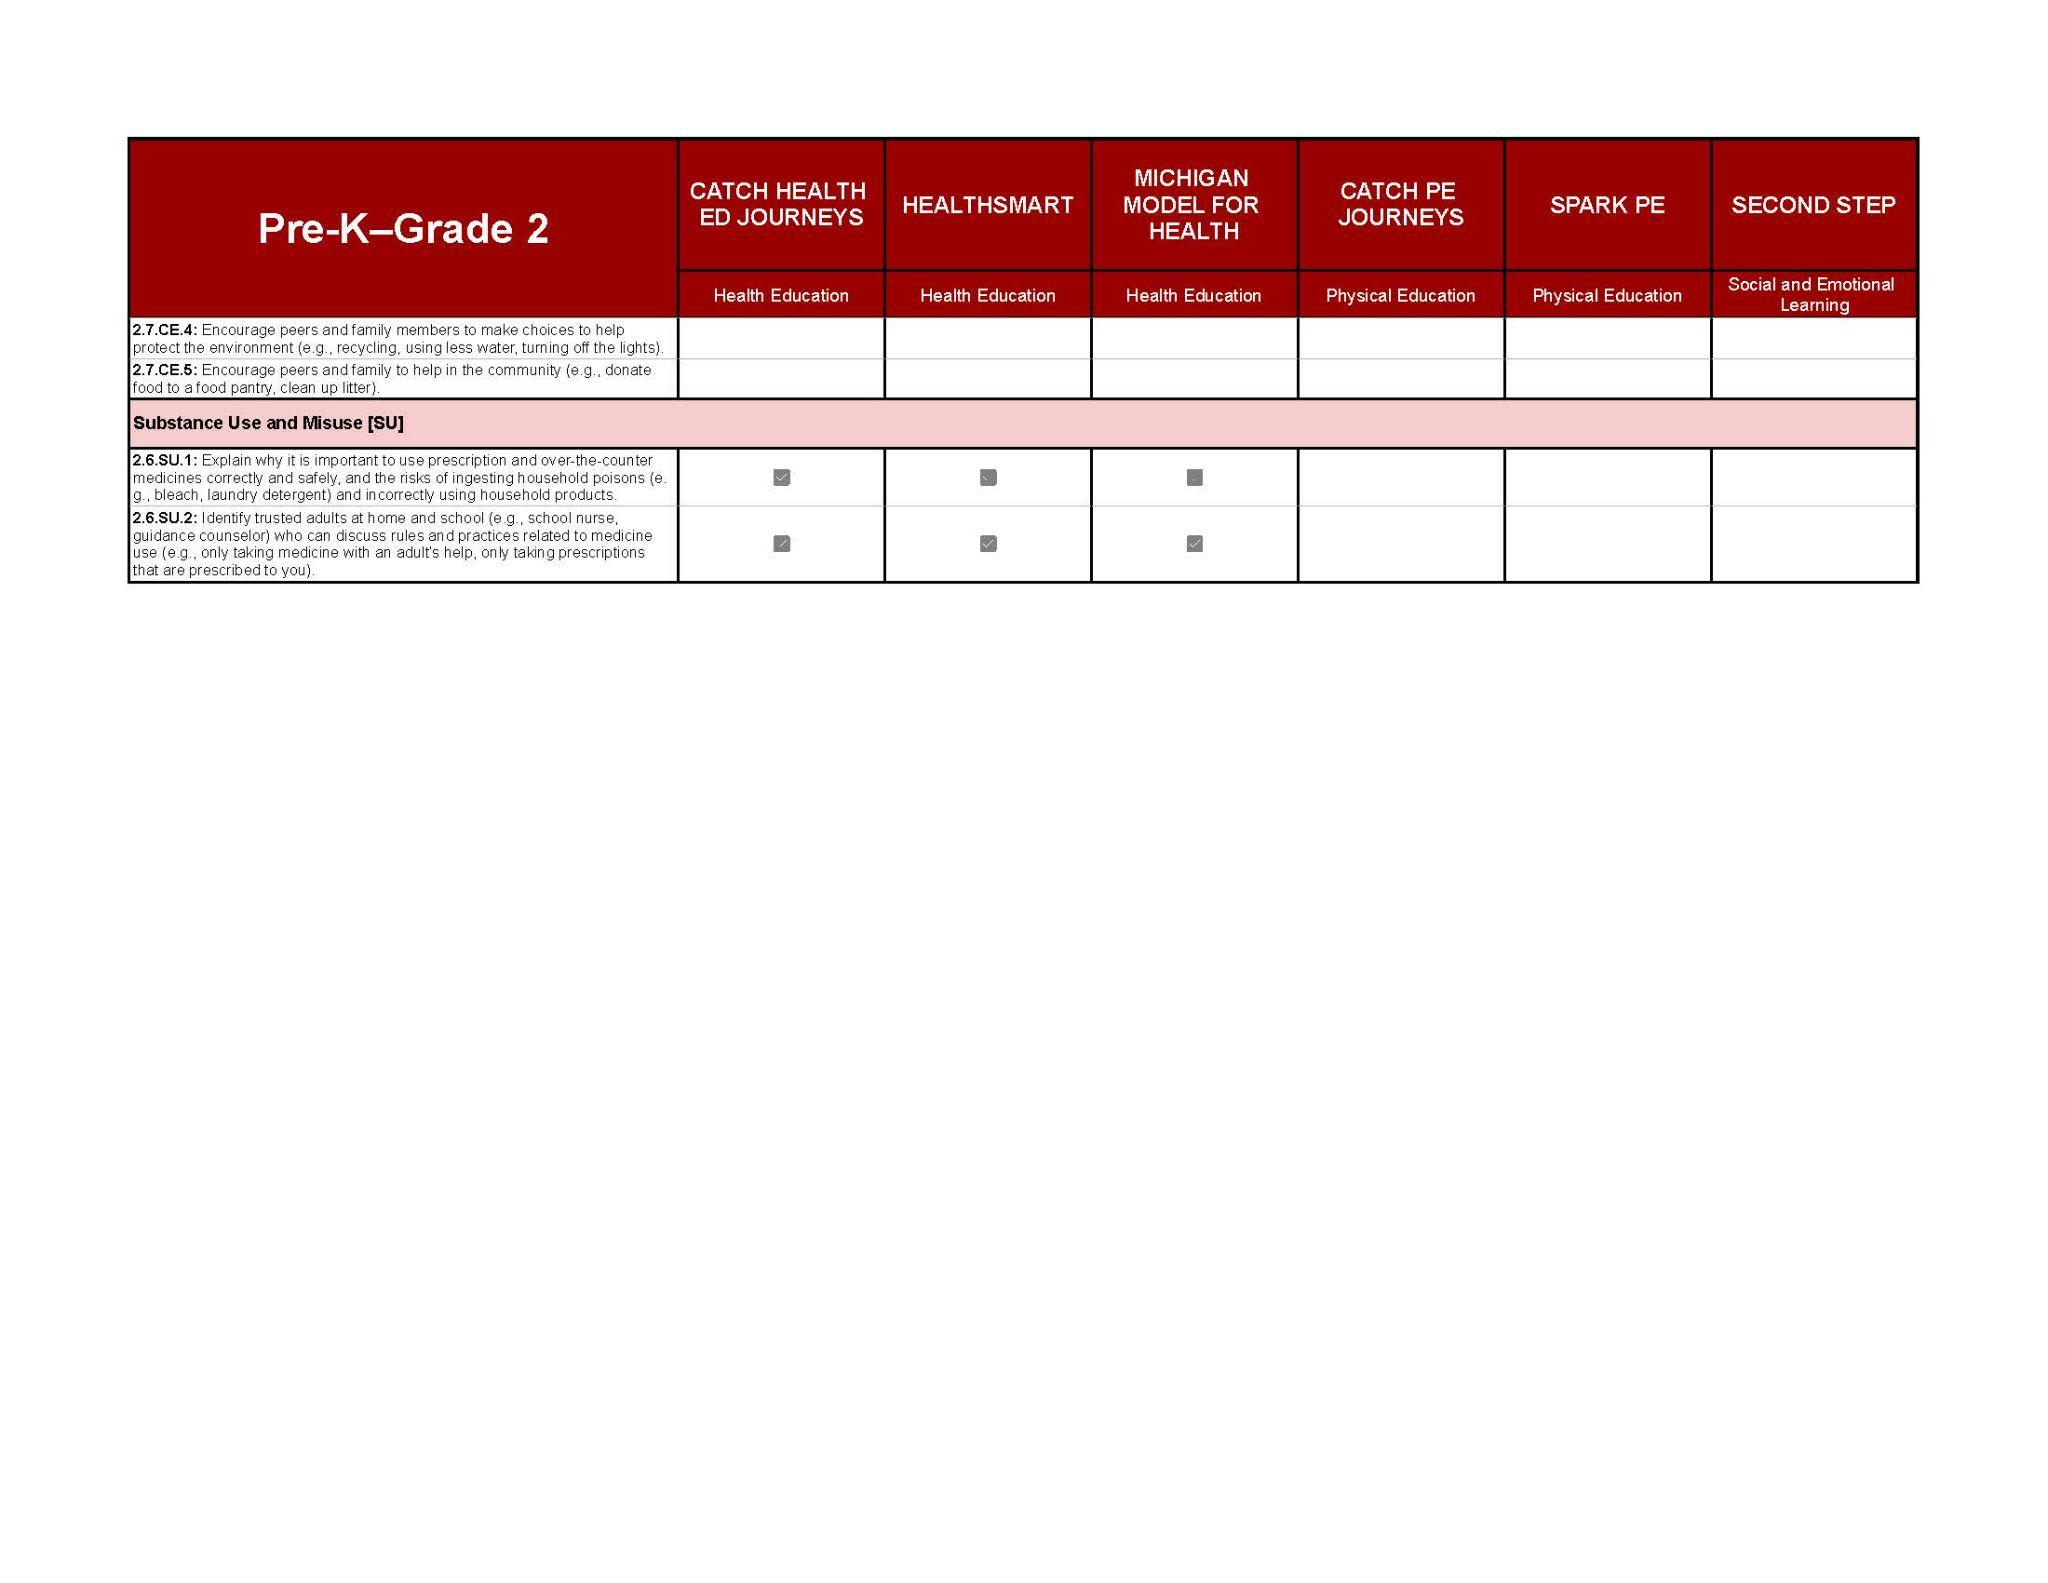 Pre-K–Grade 2
CATCH HEALTH
ED JOURNEYS
HEALTHSMART
MICHIGAN
MODEL FOR
HEALTH
CATCH PE
JOURNEYS
SPARK PE
SECOND STEP
Health Education
Health Education
Health Education
Physical Education
Physical Education
Social and Emotional
Learning
2.7.CE.4: Encourage peers and family members to make choices to help
protect the environment (e.g., recycling, using less water, turning off the lights).
2.7.CE.5: Encourage peers and family to help in the community (e.g., donate
food to a food pantry, clean up litter).
Substance Use and Misuse [SU]
2.6.SU.1: Explain why it is important to use prescription and over-the-counter
medicines correctly and safely, and the risks of ingesting household poisons (e.
g., bleach, laundry detergent) and incorrectly using household products.
2.6.SU.2: Identify trusted adults at home and school (e.g., school nurse,
guidance counselor) who can discuss rules and practices related to medicine
use (e.g., only taking medicine with an adult's help, only taking prescriptions
that are prescribed to you).